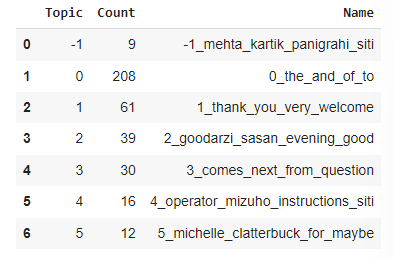 Topic Count Name
0 -1 9 -1_mehta_kartik_panigrahi_siti
1 0 208 0_the_and_of_to
2 1 61 1_thank_you_very_welcome
3 2 39 2_goodarzi_sasan_evening_good
4 3 30 3_comes_next_from_question
5 4 16 4_operator_mizuho_instructions_siti
6 5 12 5_michelle_clatterbuck_for_maybe